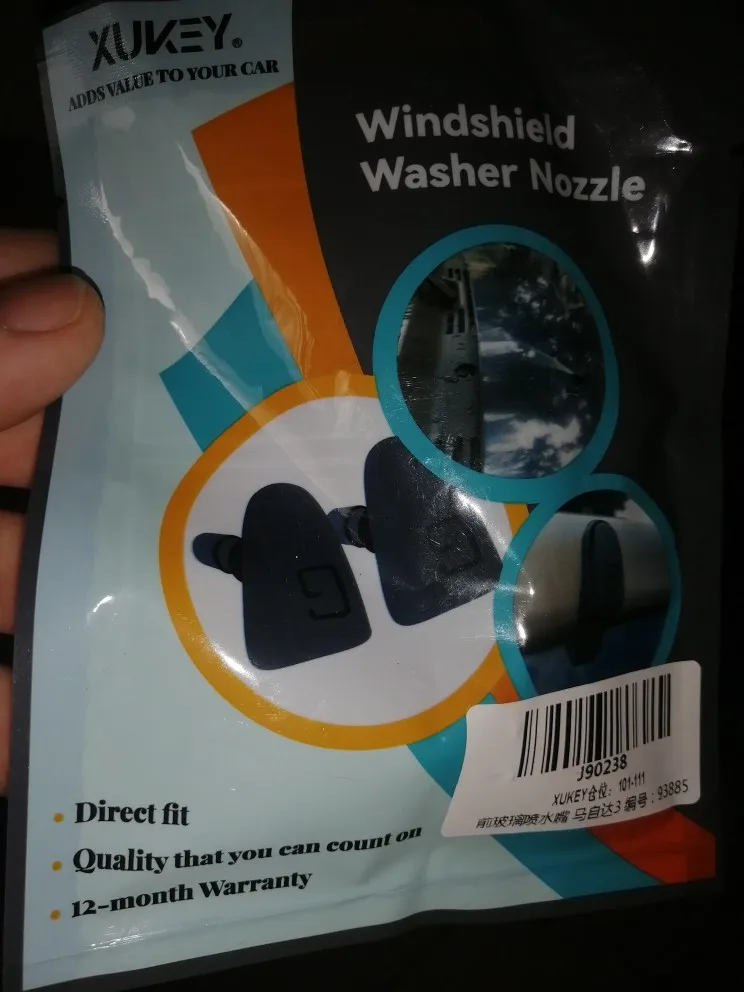 XUKEY®
ADDS VALUE TO YOUR CAR
Windshield
Washer Nozzle
J90238
XUKEY仓位：101-111
前玻璃喷水嘴 马自达3 编号：93885
• Direct fit
• Quality that you can count on
• 12-month Warranty